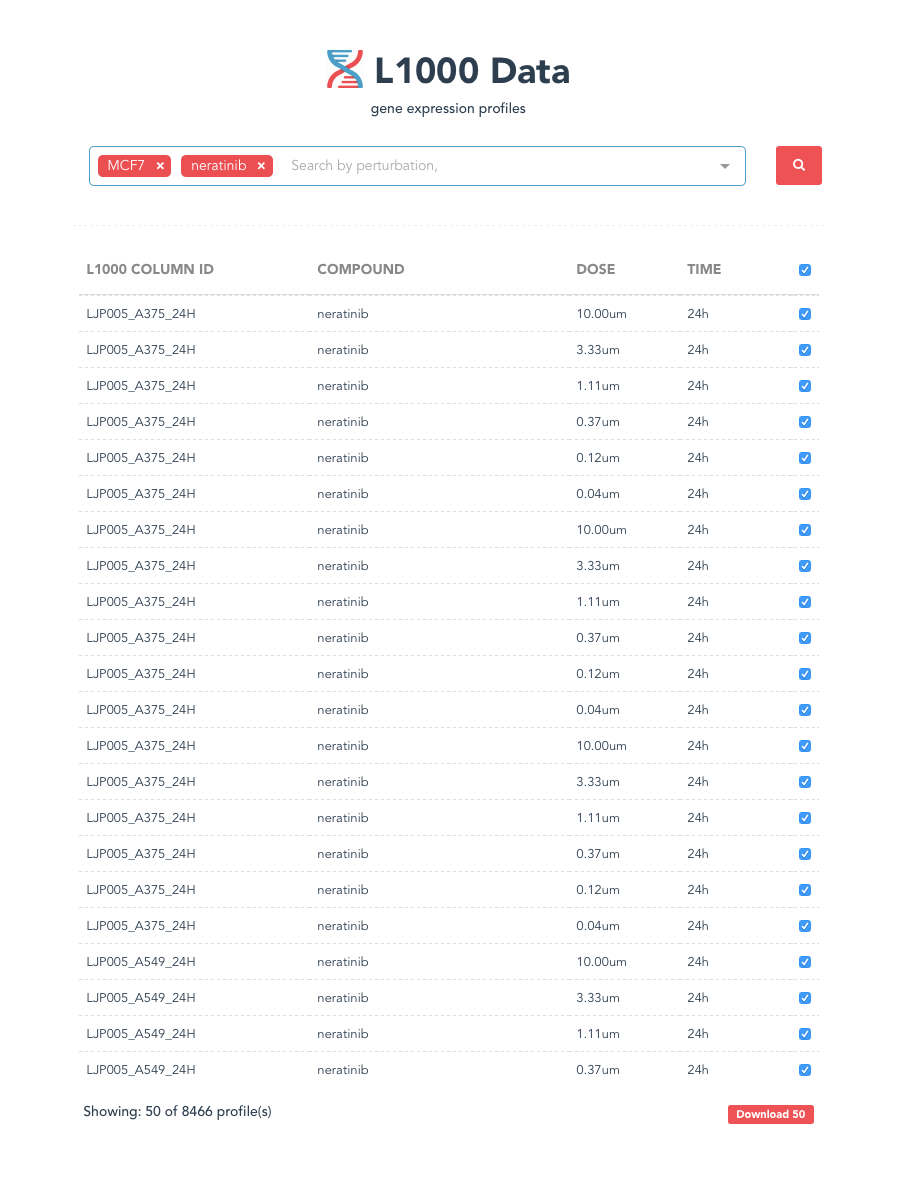 L1000 Data
gene expression profiles
MCF7 × neratinib × Search by perturbation,
L1000 COLUMN ID COMPOUND DOSE TIME
LJP005_A375_24H neratinib 10.00um 24h
LJP005_A375_24H neratinib 3.33um 24h
LJP005_A375_24H neratinib 1.11um 24h
LJP005_A375_24H neratinib 0.37um 24h
LJP005_A375_24H neratinib 0.12um 24h
LJP005_A375_24H neratinib 0.04um 24h
LJP005_A375_24H neratinib 10.00um 24h
LJP005_A375_24H neratinib 3.33um 24h
LJP005_A375_24H neratinib 1.11um 24h
LJP005_A375_24H neratinib 0.37um 24h
LJP005_A375_24H neratinib 0.12um 24h
LJP005_A375_24H neratinib 0.04um 24h
LJP005_A375_24H neratinib 10.00um 24h
LJP005_A375_24H neratinib 3.33um 24h
LJP005_A375_24H neratinib 1.11um 24h
LJP005_A375_24H neratinib 0.37um 24h
LJP005_A375_24H neratinib 0.12um 24h
LJP005_A375_24H neratinib 0.04um 24h
LJP005_A549_24H neratinib 10.00um 24h
LJP005_A549_24H neratinib 3.33um 24h
LJP005_A549_24H neratinib 1.11um 24h
LJP005_A549_24H neratinib 0.37um 24h
Showing: 50 of 8466 profile(s) Download 50